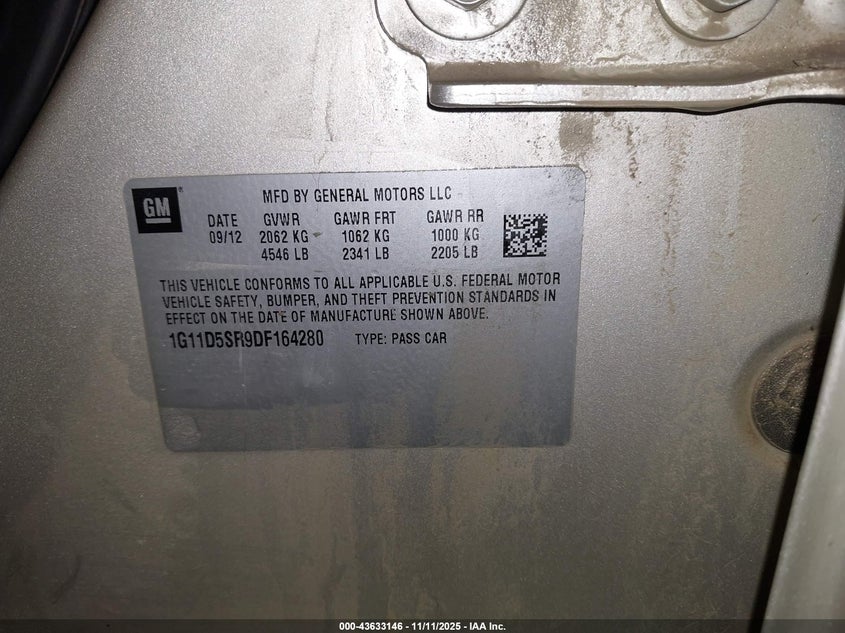 GM ®
MFD BY GENERAL MOTORS LLC
DATE GVWR GAWR FRT GAWR RR
09/12 2062 KG 1062 KG 1000 KG
4546 LB 2341 LB 2205 LB
THIS VEHICLE CONFORMS TO ALL APPLICABLE U.S. FEDERAL MOTOR
VEHICLE SAFETY, BUMPER, AND THEFT PREVENTION STANDARDS IN
EFFECT ON THE DATE OF MANUFACTURE SHOWN ABOVE.
1G11D5SR9DF164280 TYPE: PASS CAR
000-43633146 - 11/11/2025 - IAA Inc.